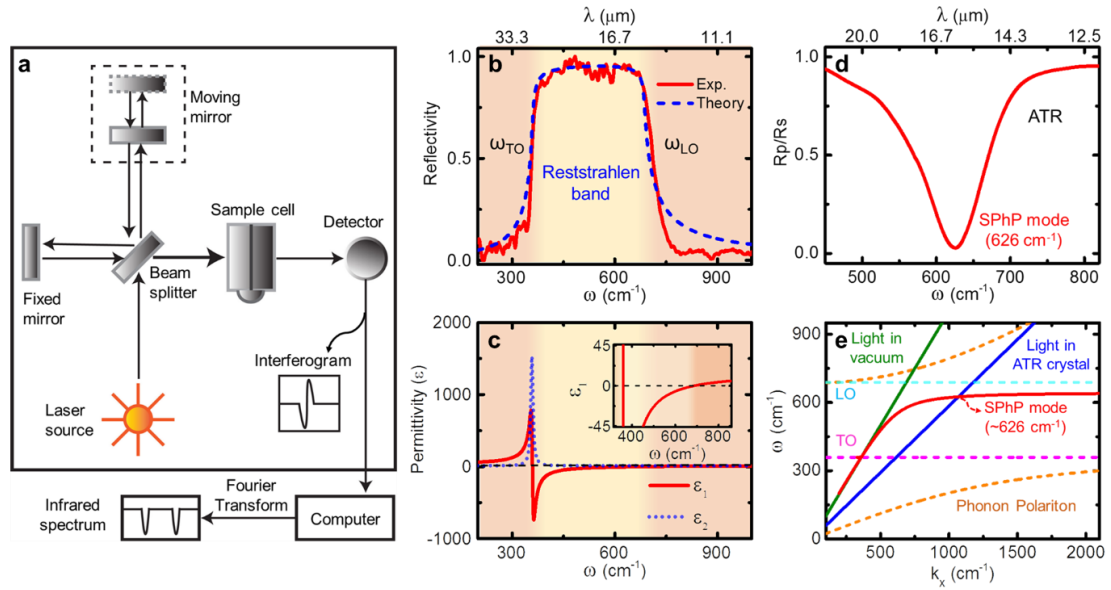 a
Moving
mirror
Sample cell
Detector
Fixed
mirror
Beam
splitter
Interferogram
Laser
source
Fourier
Transform
Infrared
spectrum
Computer
λ (μm)
33.3 16.7 11.1
b
Exp.
Theory
ω_TO
ω_LO
Reststrahlen
band
Reflectivity
1.0
0.5
0.0
300 600 900
ω (cm⁻¹)
c
Permittivity (ε)
1000
500
0
-500
-1000
ε₁
45
0
-45
400 600 800
ω (cm⁻¹)
ε₁
ε₂
300 600 900
ω (cm⁻¹)
λ (μm)
20.0 16.7 14.3 12.5
d
ATR
SPhP mode
(626 cm⁻¹)
Rp/Rs
1.0
0.5
0.0
500 600 700 800
ω (cm⁻¹)
e
Light in
vacuum
Light in
ATR crystal
LO
SPhP mode
(~626 cm⁻¹)
TO
Phonon Polariton
ω (cm⁻¹)
900
600
300
0
500 1000 1500 2000
kₓ (cm⁻¹)